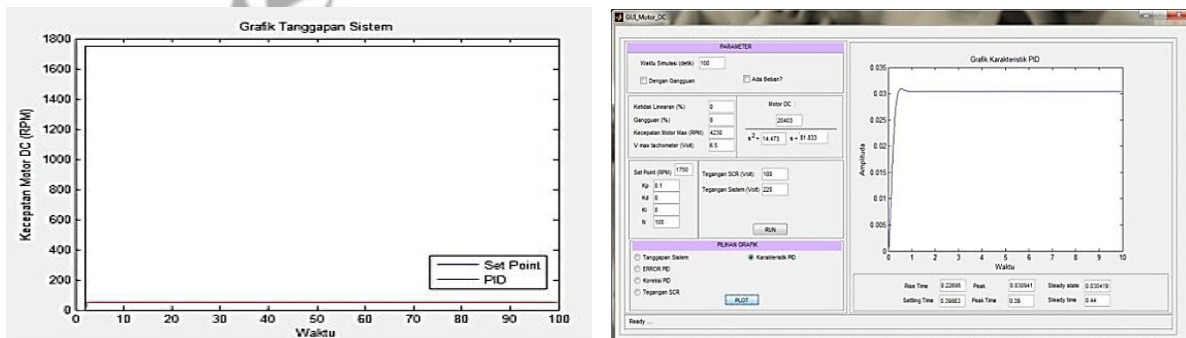 Grafik Tanggapan Sistem
Kecepatan Motor DC (RPM)
1800
1600
1400
1200
1000
800
600
400
200
0
Set Point
PID
0 10 20 30 40 50 60 70 80 90 100
Waktu
GUI_Motor_DC
PARAMETER
Waktu Simulasi (detik) 100
Dengan Gangguan Ada Beban?
Ketidak Linearan (%) 0
Gangguan (%) 0
Kecepatan Motor Max (RPM) 4230
V max tachometer (Volt) 6.5
Motor DC :
20403
s^2 + 14.473 s + 81.833
Set Point (RPM) 1750
Kp 0.1
Kd 0
Ki 0
N 100
Tegangan SCR (Volt) 100
Tegangan Sistem (Volt) 220
RUN
PILIHAN GRAFIK
Tanggapan Sistem Karakteristik PID
ERROR PID
Koreksi PID
Tegangan SCR
PLOT
Ready ...
Grafik Karakteristik PID
Amplituda
0.035
0.03
0.025
0.02
0.015
0.01
0.005
0
0 1 2 3 4 5 6 7 8 9 10
Waktu
Rise Time 0.22695 Peak 0.030941 Steady state 0.030419
Settling Time Peak Time 0.39 Steady time 0.44